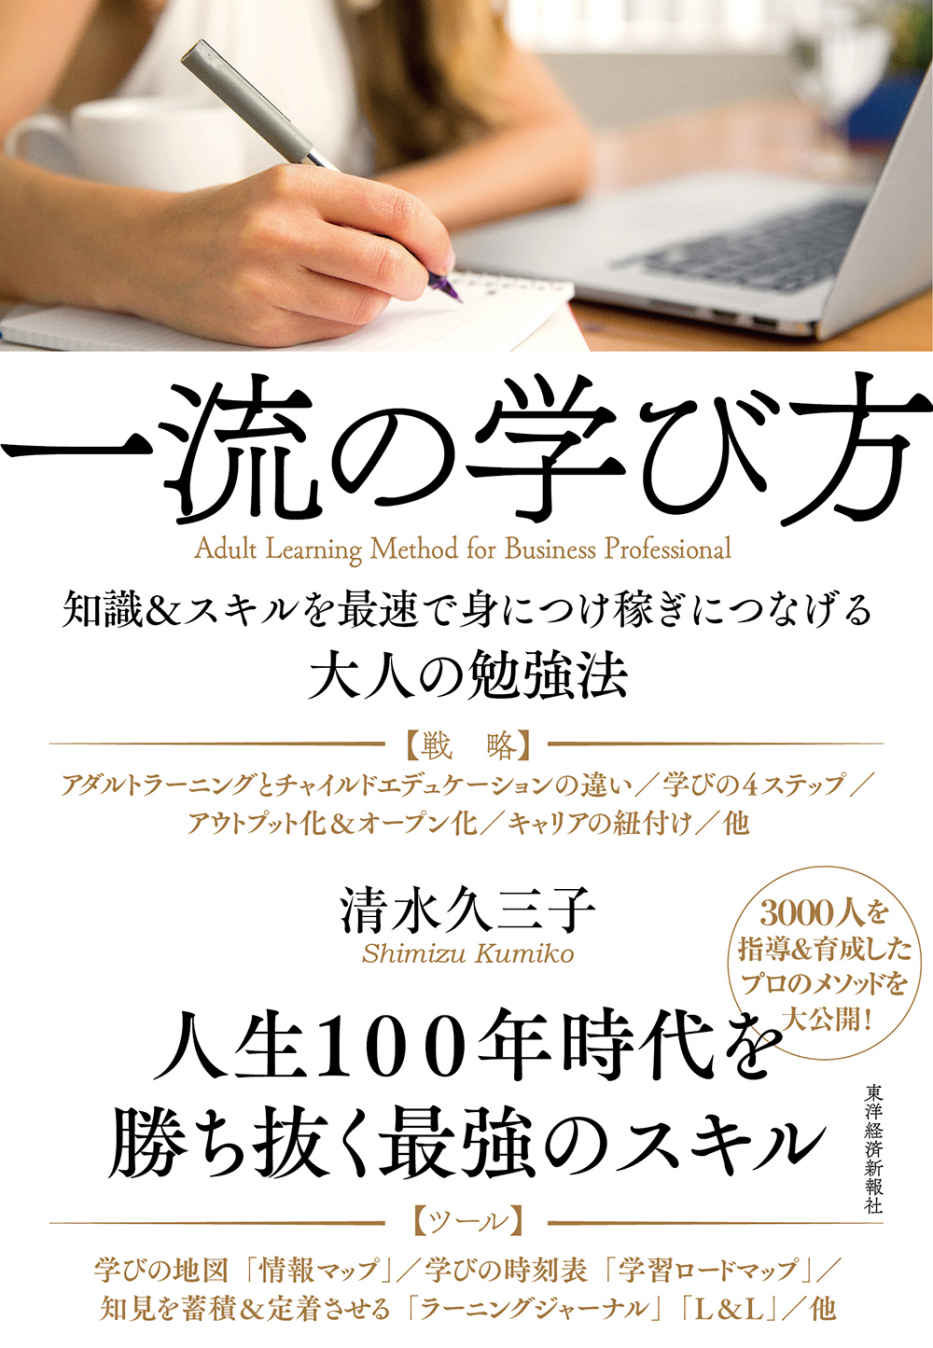 一流の学び方
Adult Learning Method for Business Professional
知識&スキルを最速で身につけ稼ぎにつなげる
大人の勉強法
【戦　略】
アダルトラーニングとチャイルドエデュケーションの違い／学びの4ステップ／
アウトプット化&オープン化／キャリアの紐付け／他
清水久三子
Shimizu Kumiko
3000人を
指導&育成した
プロのメソッドを
大公開!
人生100年時代を
勝ち抜く最強のスキル
東洋経済新報社
【ツール】
学びの地図「情報マップ」／学びの時刻表「学習ロードマップ」／
知見を蓄積&定着させる「ラーニングジャーナル」「L&L」／他